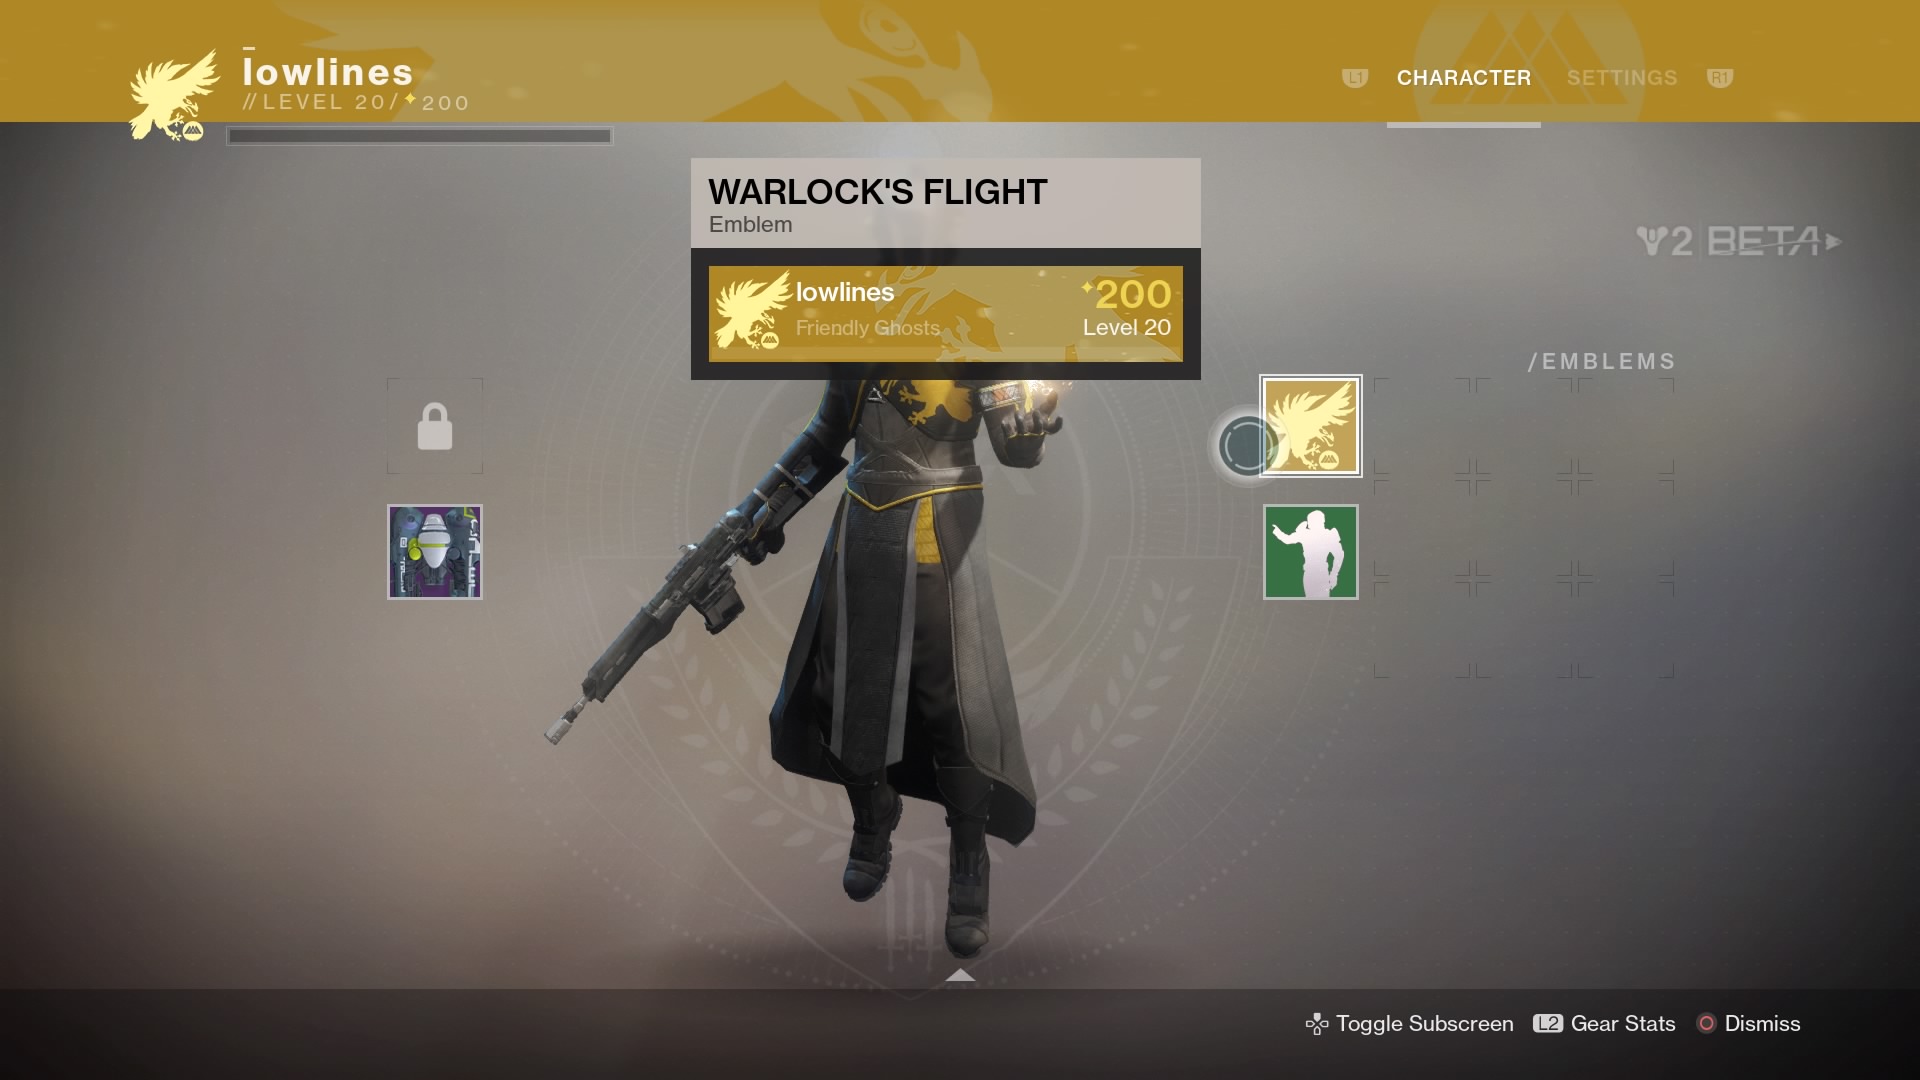 lowlines
//LEVEL 20/✦200
L1 CHARACTER SETTINGS R1
WARLOCK'S FLIGHT
Emblem
lowlines ✦200
Friendly Ghosts Level 20
2 BETA
/EMBLEMS
Toggle Subscreen L2 Gear Stats Dismiss